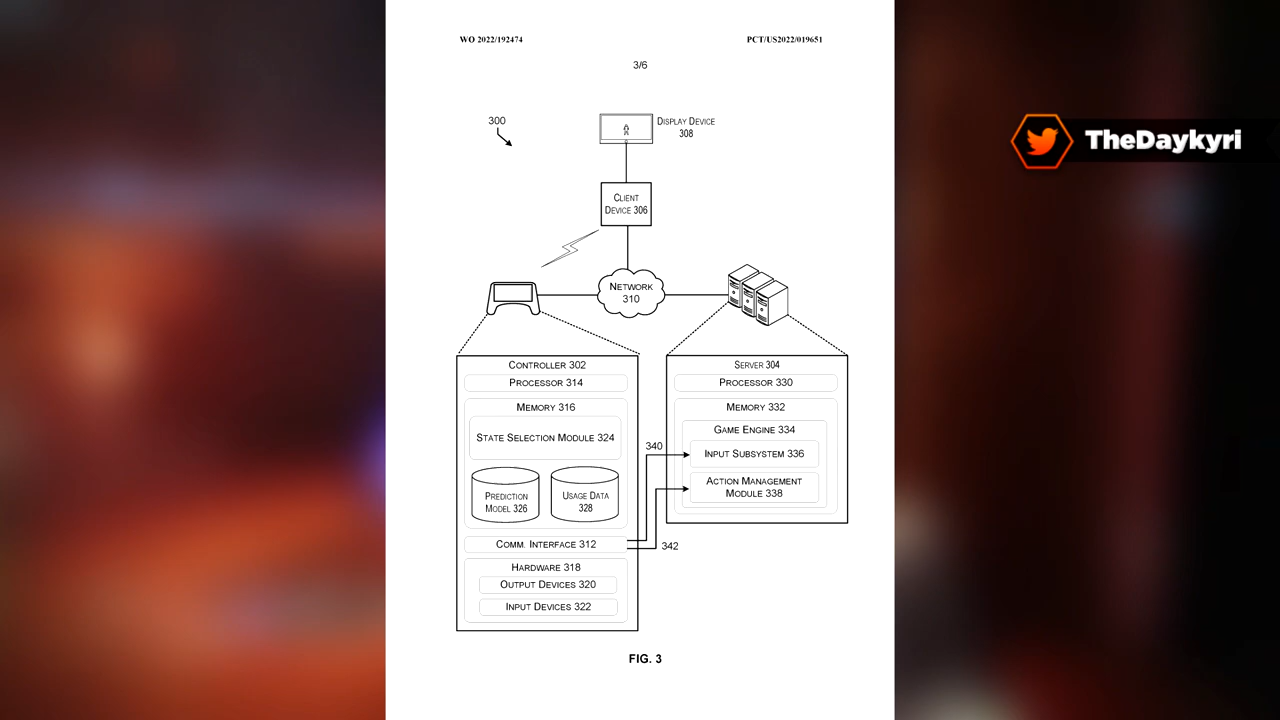 WO 2022/192474
PCT/US2022/019651
3/6
300
DISPLAY DEVICE
308
TheDaykyri
CLIENT
DEVICE 306
NETWORK
310
CONTROLLER 302
PROCESSOR 314
MEMORY 316
STATE SELECTION MODULE 324
PREDICTION
MODEL 326
USAGE DATA
328
COMM. INTERFACE 312
HARDWARE 318
OUTPUT DEVICES 320
INPUT DEVICES 322
340
342
SERVER 304
PROCESSOR 330
MEMORY 332
GAME ENGINE 334
INPUT SUBSYSTEM 336
ACTION MANAGEMENT
MODULE 338
FIG. 3